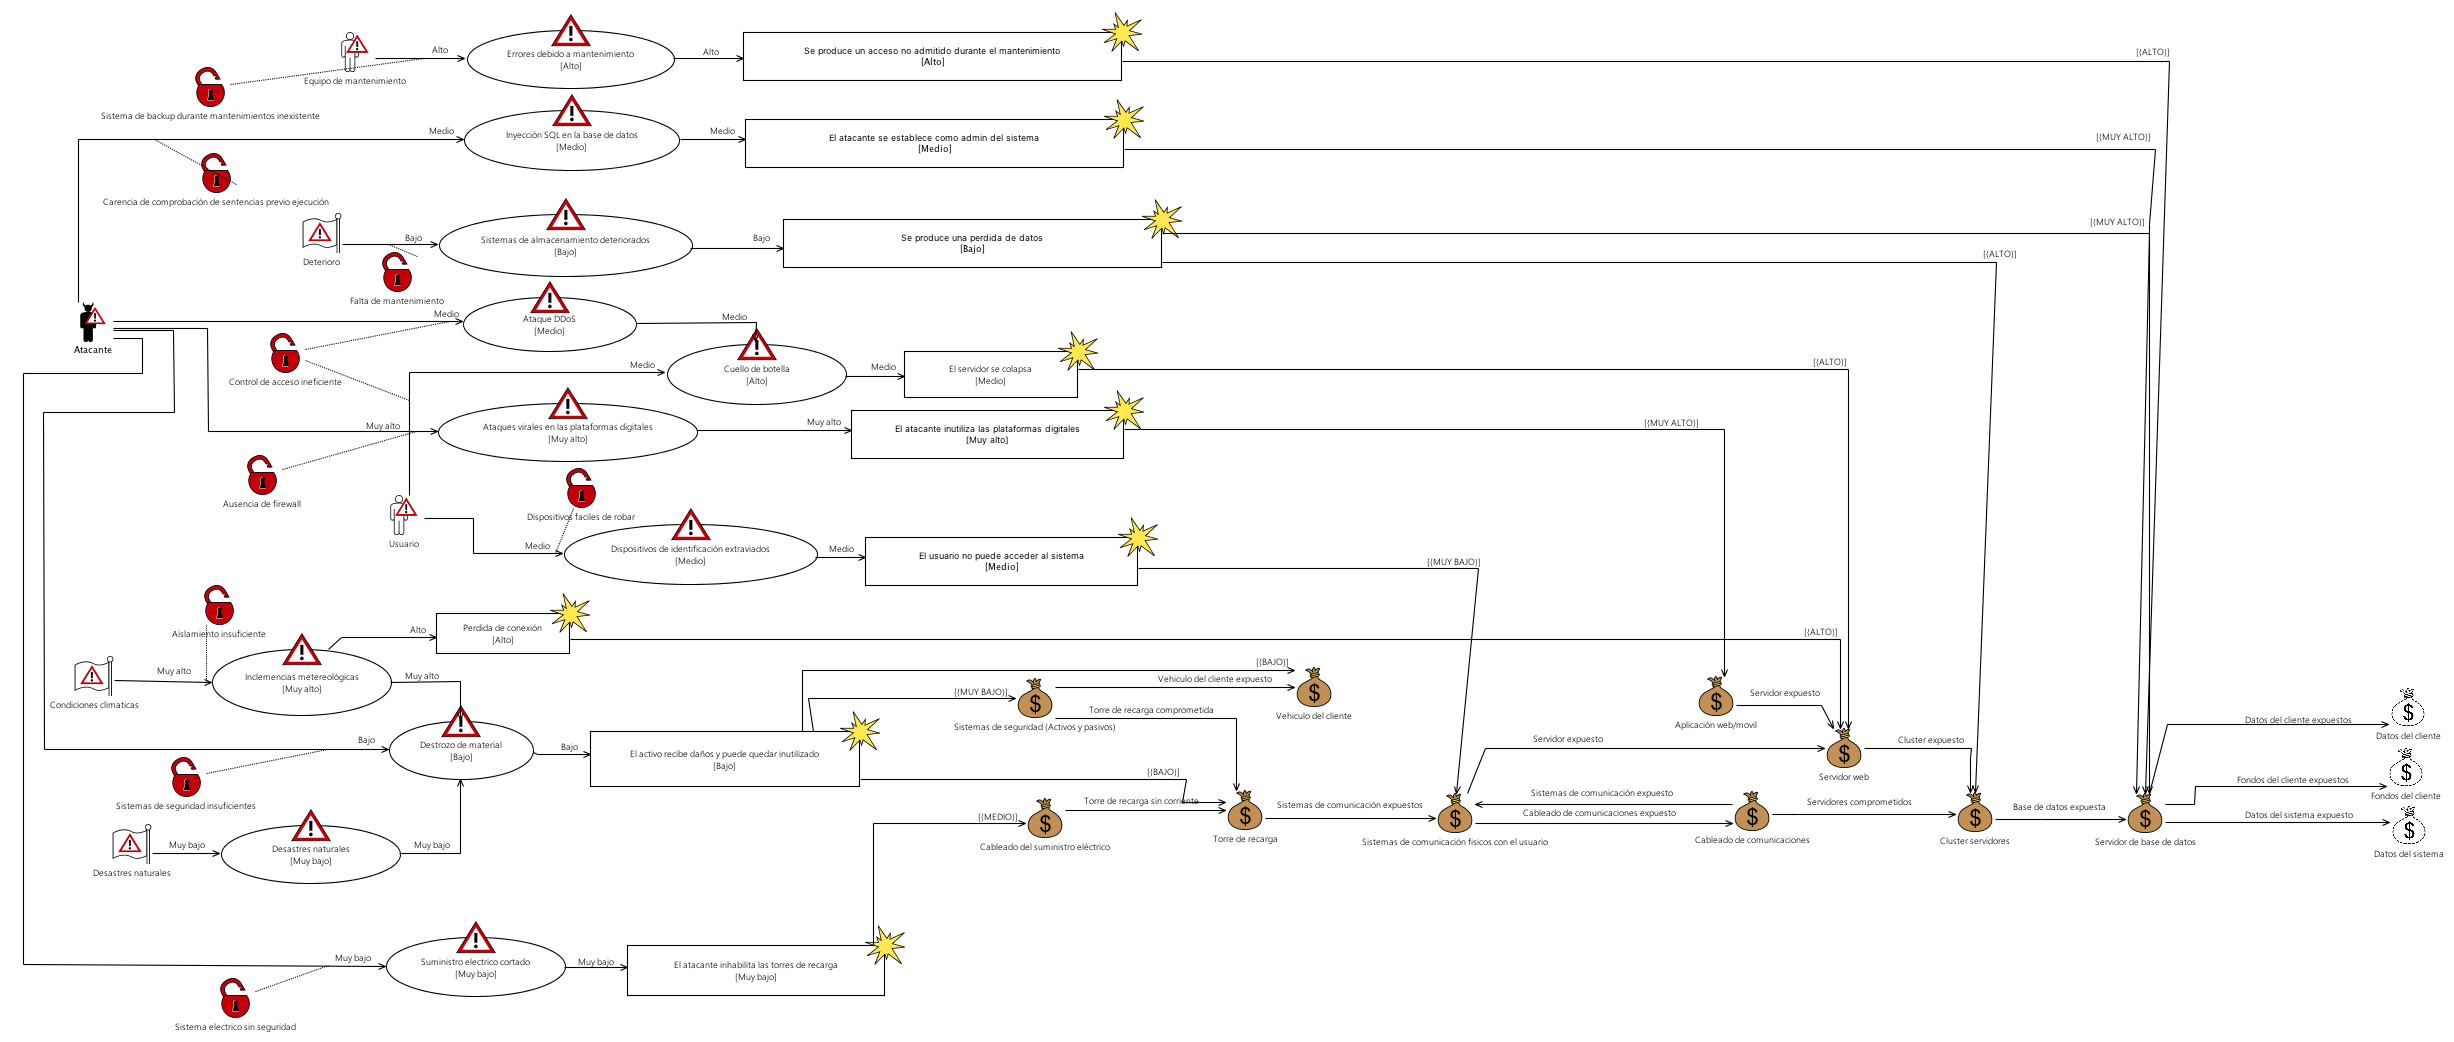 Alto
Errores debido a mantenimiento
[Alto]
Alto
Se produce un acceso no admitido durante el mantenimiento
[Alto]
[{ALTO}]
Equipo de mantenimiento
Sistema de backup durante mantenimientos inexistente
Medio
Inyección SQL en la base de datos
[Medio]
Medio
El atacante se establece como admin del sistema
[Medio]
[{MUY ALTO}]
Carencia de comprobación de sentencias previo ejecución
Bajo
Sistemas de almacenamiento deteriorados
[Bajo]
Bajo
Se produce una perdida de datos
[Bajo]
[{MUY ALTO}]
[{ALTO}]
Deterioro
Falta de mantenimiento
Atacante
Medio
Ataque DDoS
[Medio]
Medio
Control de acceso ineficiente
Medio
Cuello de botella
[Alto]
Medio
El servidor se colapsa
[Medio]
[{ALTO}]
Muy alto
Ataques virales en las plataformas digitales
[Muy alto]
Muy alto
El atacante inutiliza las plataformas digitales
[Muy alto]
[{MUY ALTO}]
Ausencia de firewall
Dispositivos faciles de robar
Usuario
Medio
Dispositivos de identificación extraviados
[Medio]
Medio
El usuario no puede acceder al sistema
[Medio]
[{MUY BAJO}]
Aislamiento insuficiente
Alto
Perdida de conexión
[Alto]
[{ALTO}]
Condiciones climaticas
Muy alto
Inclemencias metereológicas
[Muy alto]
Muy alto
[{BAJO}]
Vehiculo del cliente expuesto
Vehiculo del cliente
[{MUY BAJO}]
Sistemas de seguridad (Activos y pasivos)
Torre de recarga comprometida
Aplicación web/movil
Servidor expuesto
Bajo
Destrozo de material
[Bajo]
Bajo
El activo recibe daños y puede quedar inutilizado
[Bajo]
[{BAJO}]
Servidor expuesto
Servidor web
Cluster expuesto
Datos del cliente expuestos
Datos del cliente
Sistemas de seguridad insuficientes
Fondos del cliente expuestos
Fondos del cliente
Desastres naturales
Muy bajo
Desastres naturales
[Muy bajo]
Muy bajo
[{MEDIO}]
Cableado del suministro eléctrico
Torre de recarga sin corriente
Torre de recarga
Sistemas de comunicación expuestos
Sistemas de comunicación fisicos con el usuario
Sistemas de comunicación expuesto
Cableado de comunicaciones expuesto
Cableado de comunicaciones
Servidores comprometidos
Cluster servidores
Base de datos expuesta
Servidor de base de datos
Datos del sistema expuesto
Datos del sistema
Muy bajo
Suministro electrico cortado
[Muy bajo]
Muy bajo
El atacante inhabilita las torres de recarga
[Muy bajo]
Sistema electrico sin seguridad